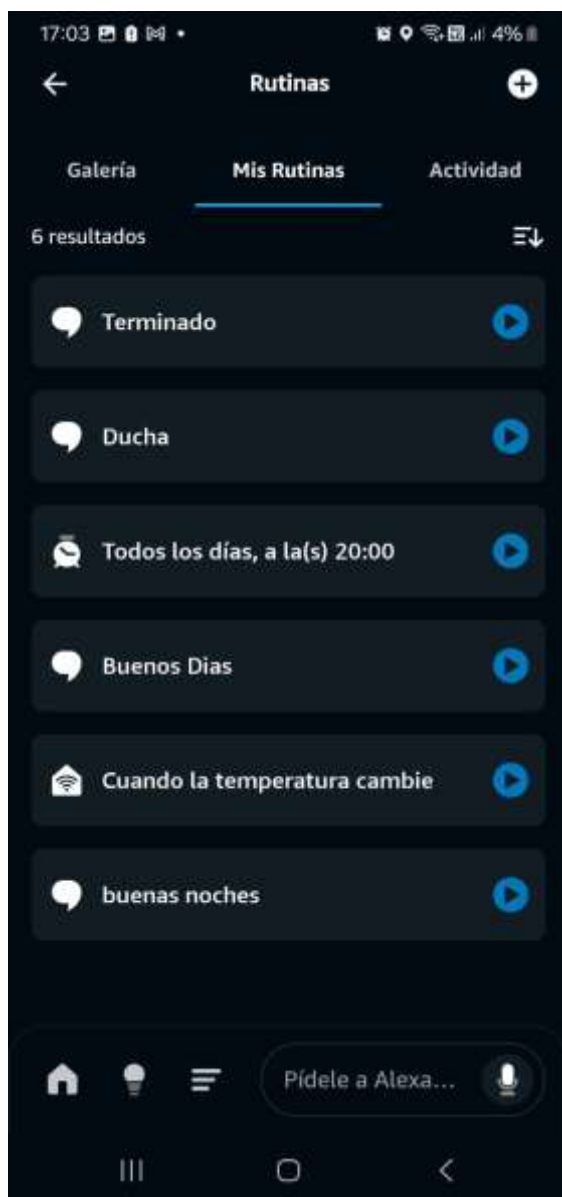 17:03
4%
Rutinas
Galería
Mis Rutinas
Actividad
6 resultados
Terminado
Ducha
Todos los días, a la(s) 20:00
Buenos Dias
Cuando la temperatura cambie
buenas noches
Pídele a Alexa...